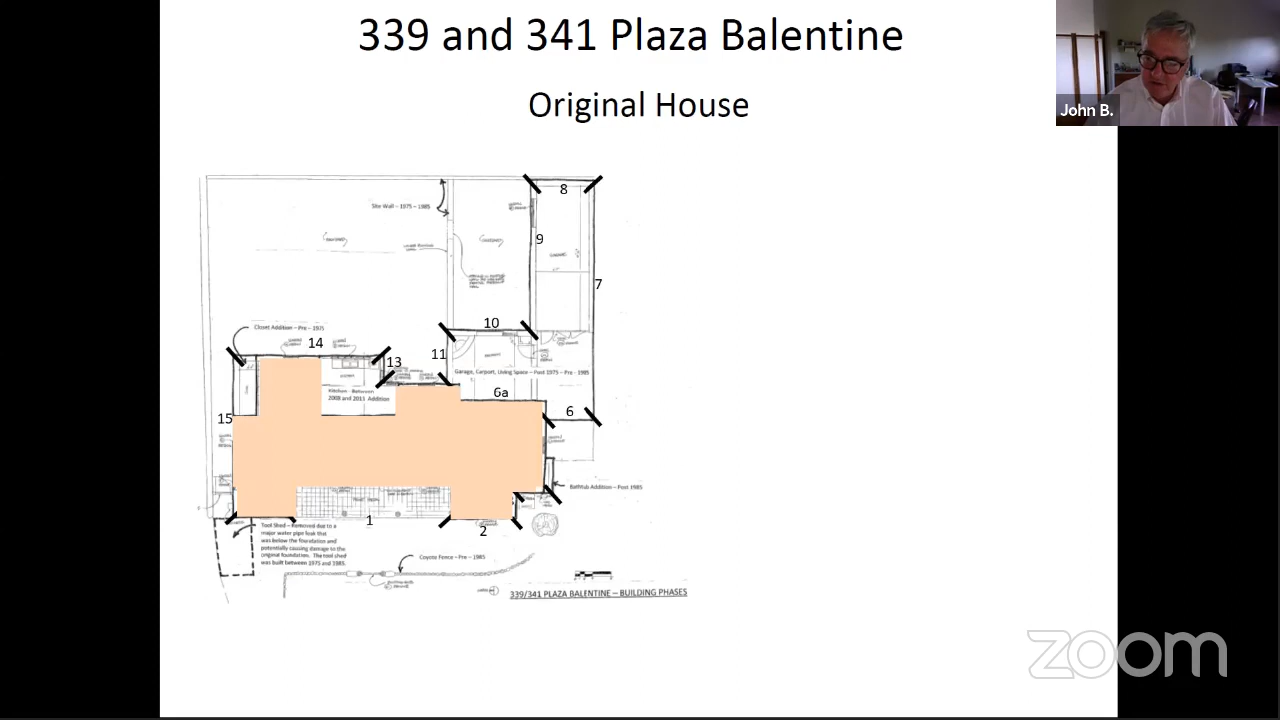 339 and 341 Plaza Balentine
Original House
John B.
8
Site Wall – 1975 – 1985
9
7
Closet Addition – Pre – 1975
14
10
13
11
Garage, Carport, Living Space – Post 1975 – Pre - 1985
Kitchen – Between
2008 and 2011 Addition
6a
6
15
Bathtub Addition – Post 1985
1
2
Tool Shed – Removed due to a
major water pipe leak that
was below the foundation and
potentially causing damage to the
original foundation. The tool shed
was built between 1975 and 1985.
Coyote Fence – Pre – 1985
339/341 PLAZA BALENTINE – BUILDING PHASES
zoom